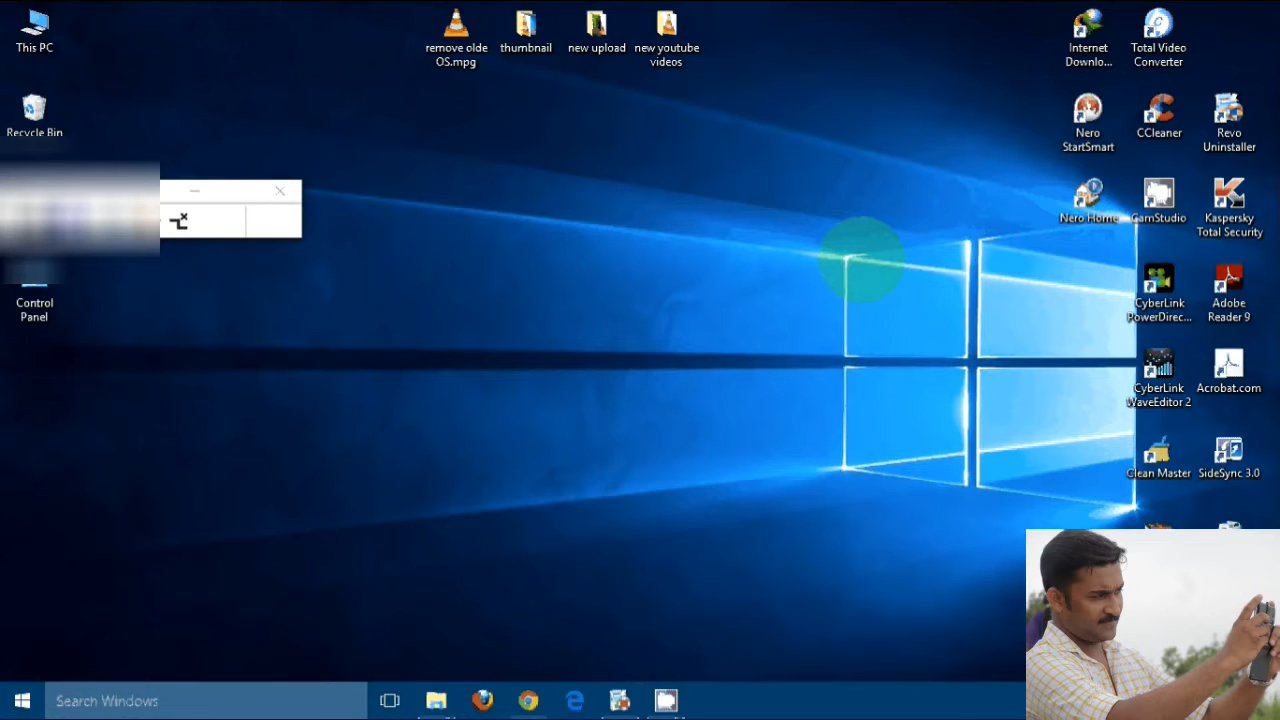 This PC
remove olde
OS.mpg
thumbnail
new upload
new youtube
videos
Internet
Downlo...
Total Video
Converter
Recycle Bin
Nero
StartSmart
CCleaner
Revo
Uninstaller
Nero Home
CamStudio
Kaspersky
Total Security
Control
Panel
CyberLink
PowerDirec...
Adobe
Reader 9
CyberLink
WaveEditor 2
Acrobat.com
Clean Master
SideSync 3.0
Search Windows